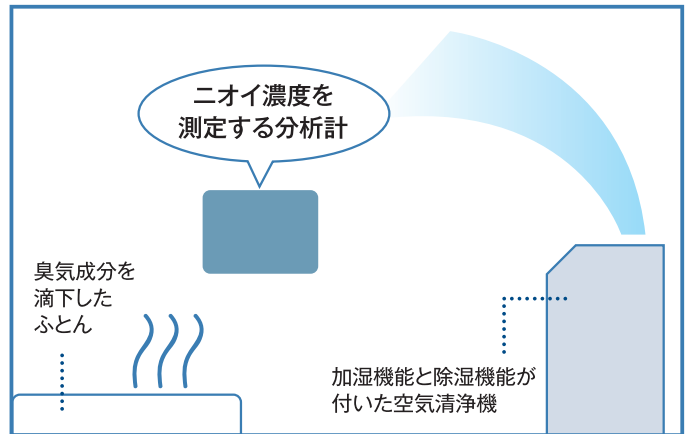 ニオイ濃度を
測定する分析計
臭気成分を
滴下した
ふとん
加湿機能と除湿機能が
付いた空気清浄機